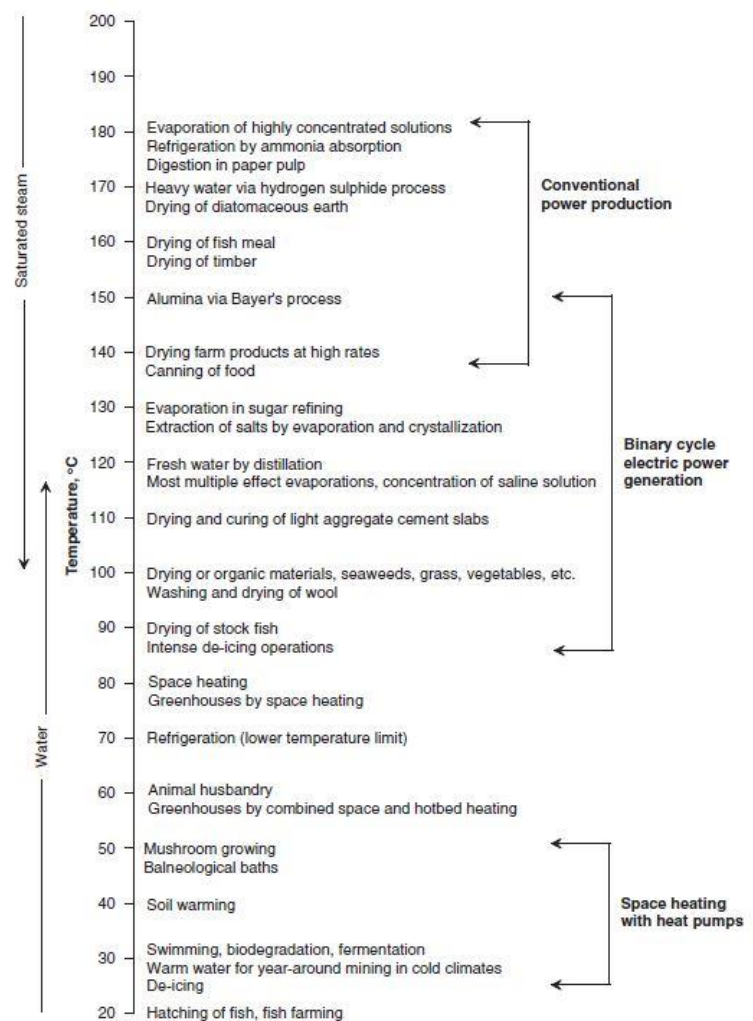 200
190
180
Evaporation of highly concentrated solutions
Refrigeration by ammonia absorption
Digestion in paper pulp
170
Heavy water via hydrogen sulphide process
Drying of diatomaceous earth
160
Drying of fish meal
Drying of timber
150
Alumina via Bayer's process
140
Drying farm products at high rates
Canning of food
130
Evaporation in sugar refining
Extraction of salts by evaporation and crystallization
120
Fresh water by distillation
Most multiple effect evaporations, concentration of saline solution
110
Drying and curing of light aggregate cement slabs
100
Drying or organic materials, seaweeds, grass, vegetables, etc.
Washing and drying of wool
90
Drying of stock fish
Intense de-icing operations
80
Space heating
Greenhouses by space heating
70
Refrigeration (lower temperature limit)
60
Animal husbandry
Greenhouses by combined space and hotbed heating
50
Mushroom growing
Balneological baths
40
Soil warming
30
Swimming, biodegradation, fermentation
Warm water for year-around mining in cold climates
De-icing
20
Hatching of fish, fish farming
Saturated steam
Water
Temperature, °C
Conventional
power production
Binary cycle
electric power
generation
Space heating
with heat pumps